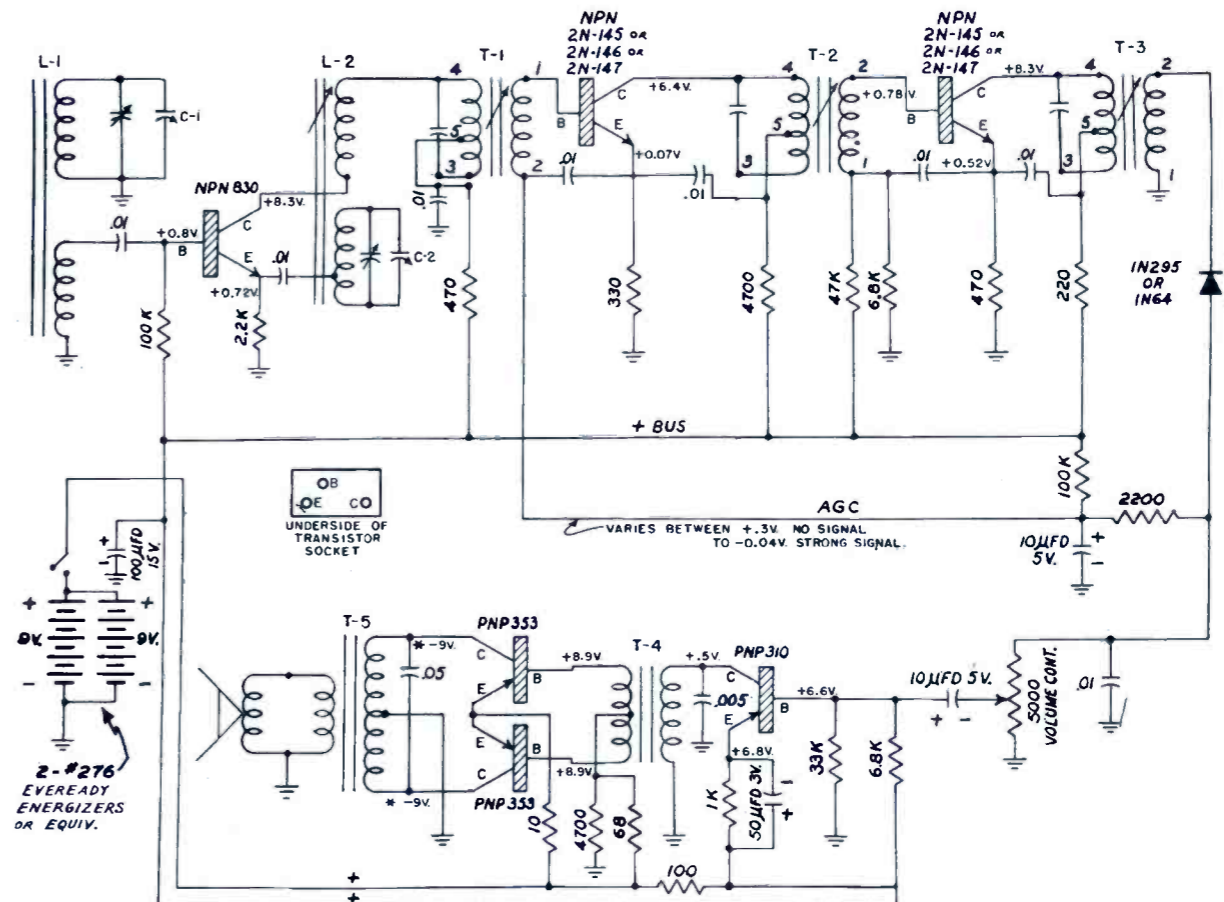 L-1
C-1
NPN 830
.01
+0.8V.
B
C
+8.3V.
E
+0.72V.
100K
2.2K
.01
L-2
C-2
4
T-1
5
3
.01
470
1
2
NPN
2N-145 OR
2N-146 OR
2N-147
B
C
+6.4V.
E
+0.07V
.01
.01
330
4700
4
T-2
5
3
2
+0.78V
1
47K
6.8K
NPN
2N-145 OR
2N-146 OR
2N-147
B
C
+8.3V.
E
+0.52V
.01
.01
470
220
4
T-3
5
3
2
1
1N295
OR
1N64
+ BUS
100K
AGC
VARIES BETWEEN +.3V. NO SIGNAL
TO -0.04V. STRONG SIGNAL.
2200
10µFD
5V.
+
-
OB
OE
CO
UNDERSIDE OF
TRANSISTOR
SOCKET
+
-
100µFD
15V.
+
9V.
-
+
9V.
-
2-#276
EVEREADY
ENERGIZERS
OR EQUIV.
T-5
* -9V.
.05
* -9V.
PNP 353
C
E
B
E
C
B
PNP 353
+8.9V.
+8.9V.
T-4
10
4700
68
+.5V.
.005
PNP 310
C
E
B
+6.6V.
+6.8V.
1K
50µFD 3V.
-
+
33K
6.8K
10µFD 5V.
+
-
5000
VOLUME CONT.
.01
100
+
+